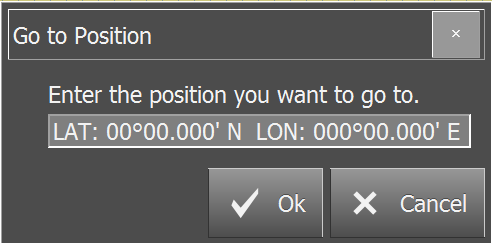 Go to Position
×
Enter the position you want to go to.
LAT: 00°00.000' N  LON: 000°00.000' E
Ok
Cancel